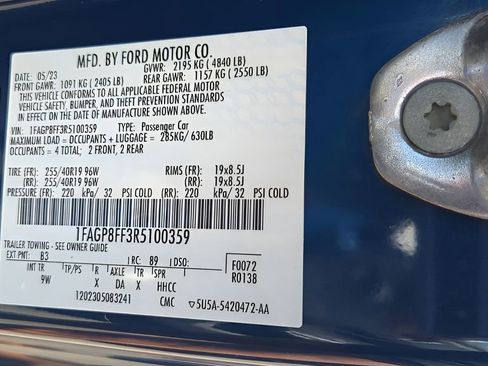 MFD. BY FORD MOTOR CO.
05/23 GVWR: 2195 KG ( 4840 LB)
FRONT GAWR: 1091 KG ( 2405 LB) REAR GAWR: 1157 KG ( 2550 LB)
THIS VEHICLE CONFORMS TO ALL APPLICABLE FEDERAL MOTOR
VEHICLE SAFETY, BUMPER, AND THEFT PREVENTION STANDARDS
IN EFFECT ON THE DATE OF MANUFACTURE SHOWN ABOVE.
VIN: 1FAGP8FF3R5100359 TYPE: Passenger Car
MAXIMUM LOAD = OCCUPANTS + LUGGAGE = 285KG / 630LB
OCCUPANTS = 4 TOTAL; 2 FRONT, 2 REAR
TIRE (FR): 255/40R19 96W RIMS (FR): 19x8.5J
TIRE (RR): 255/40R19 96W (RR): 19x8.5J
PRESSURE (FR): 220 kPa/ 32 PSI COLD (RR): 220 kPa/ 32 PSI COLD
1FAGP8FF3R5100359
TRAILER TOWING - SEE OWNER GUIDE
EXT PNT: B3 RC: 89 DSO: F0072
INT TR TP/PS R AXLE TR SPR R0138
9W X DA X HHCC
1202305083241 CMC 5U5A-5420472-AA